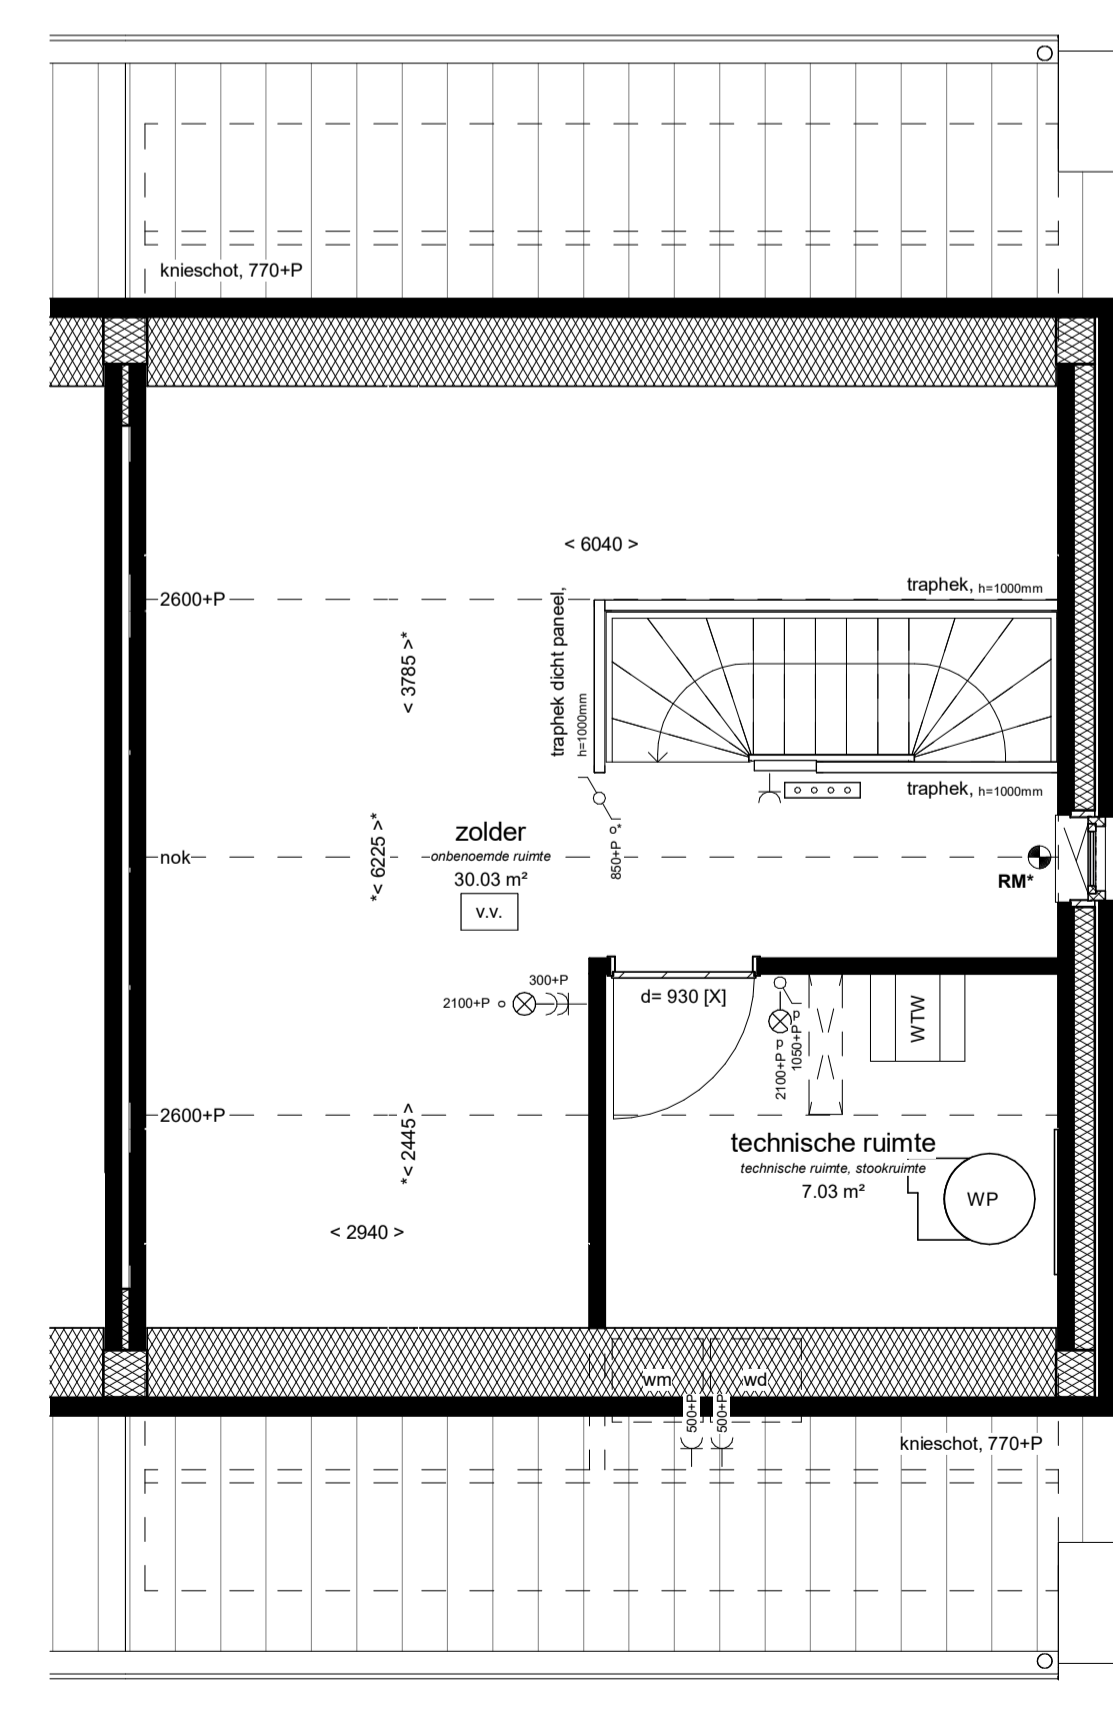 knieschot, 770+P
< 6040 >
traphek, h=1000mm
2600+P
traphek dicht paneel,
h=1000mm
< 3785 >*
traphek, h=1000mm
zolder
onbenoemde ruimte
30.03 m²
v.v.
*< 6225 >*
850+P
*
nok
RM*
300+P
2100+P
d= 930 [X]
p
1050+P
2100+P p
WTW
2600+P
*< 2445 >
technische ruimte
technische ruimte, stookruimte
7.03 m²
WP
< 2940 >
wm
wd
500+P
500+P
knieschot, 770+P